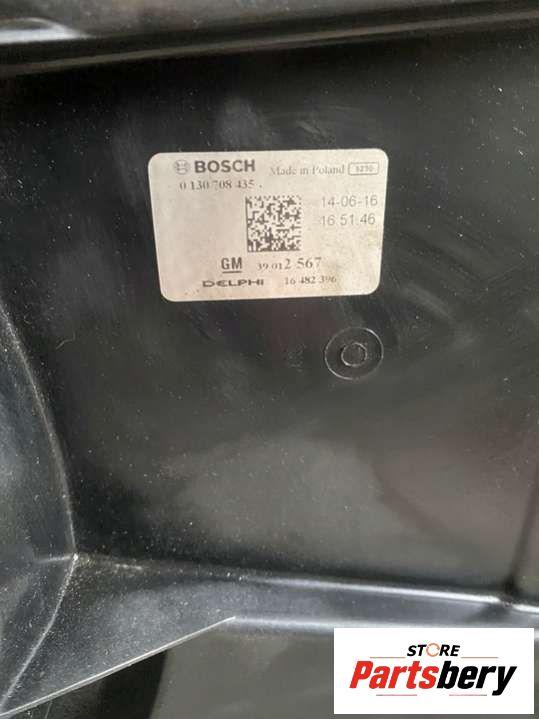 BOSCH Made in Poland 5230
0 130 708 435
14-06-16
16 51 46
GM 39 012 567
DELPHI 16 482 396
STORE
Partsbery